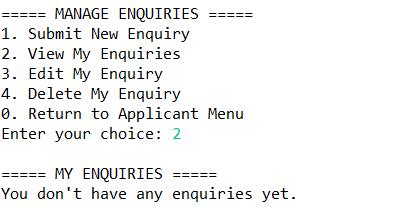 ===== MANAGE ENQUIRIES =====
1. Submit New Enquiry
2. View My Enquiries
3. Edit My Enquiry
4. Delete My Enquiry
0. Return to Applicant Menu
Enter your choice: 2
===== MY ENQUIRIES =====
You don't have any enquiries yet.